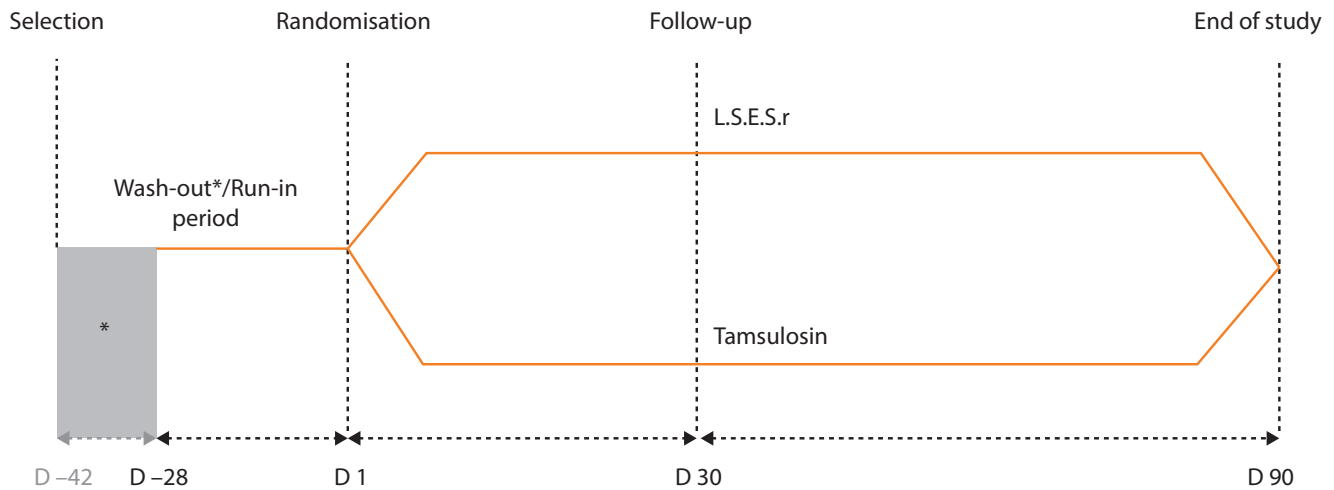 Selection
Randomisation
Follow-up
End of study
L.S.E.S.r
Wash-out*/Run-in
period
*
Tamsulosin
D –42
D –28
D 1
D 30
D 90